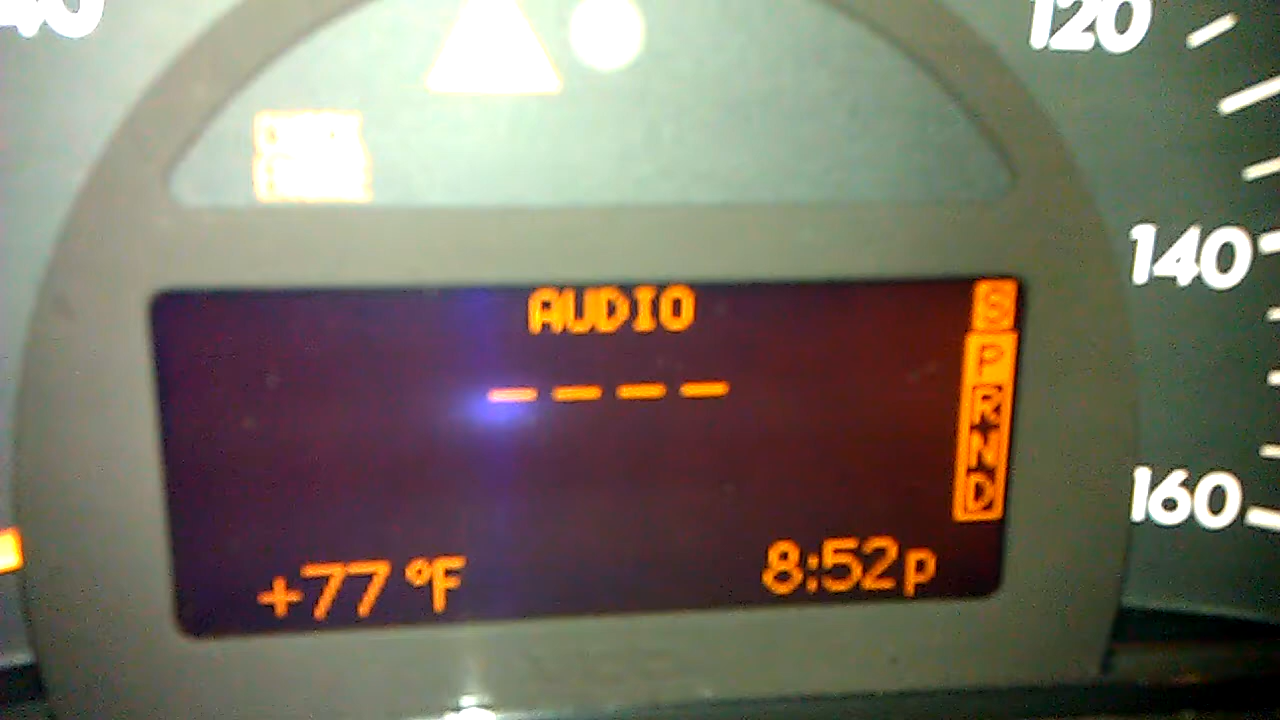 120
140
160
AUDIO
– – – –
S
P
R
N
D
+77°F
8:52p